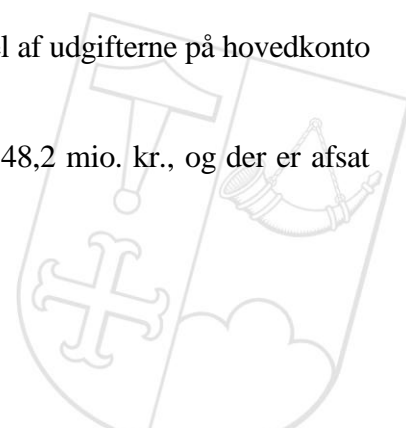 l af udgifterne på hovedkonto
48,2 mio. kr., og der er afsat